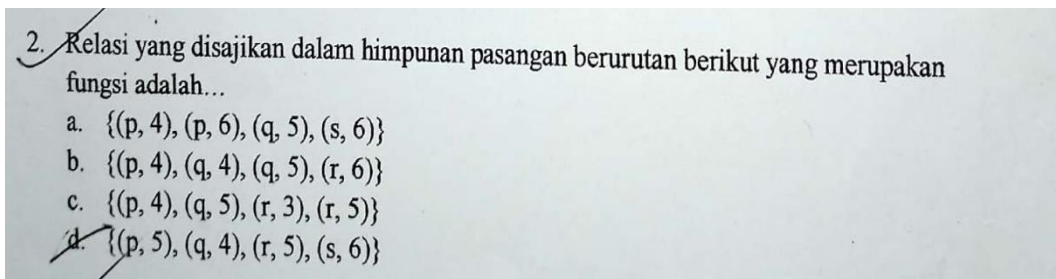 2. Relasi yang disajikan dalam himpunan pasangan berurutan berikut yang merupakan
fungsi adalah...
a. {(p, 4), (p, 6), (q, 5), (s, 6)}
b. {(p, 4), (q, 4), (q, 5), (r, 6)}
c. {(p, 4), (q, 5), (r, 3), (r, 5)}
d. {(p, 5), (q, 4), (r, 5), (s, 6)}